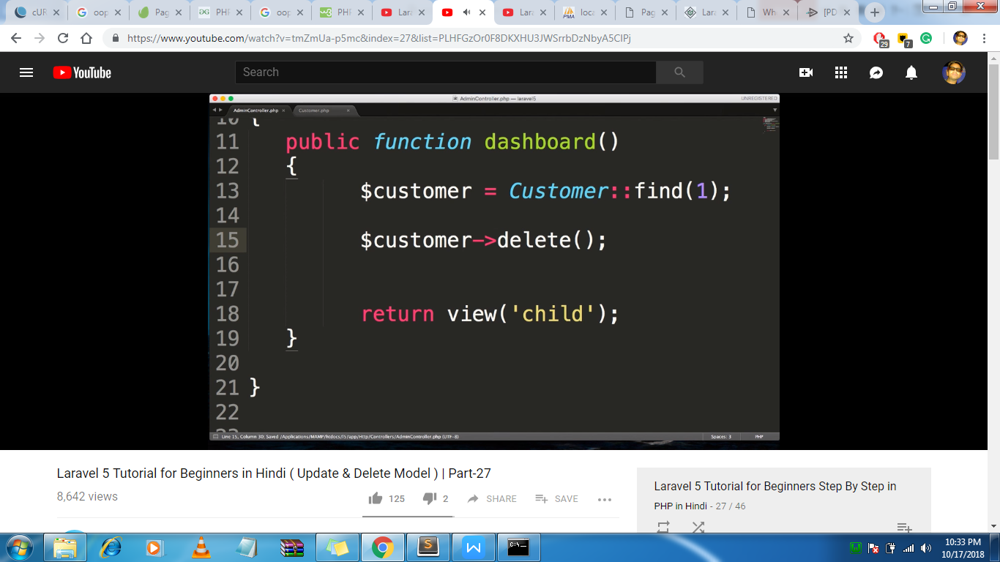 cUR
oop
Pag
PHP
oop
PHP
Lara
Lara
loca
Pag
Lara
Wh
[PD
https://www.youtube.com/watch?v=tmZmUa-p5mc&index=27&list=PLHFGzOr0F8DKXHU3JWSrrbDzNbyA5CIPj
29
7
YouTube
Search
AdminController.php — laravel5
UNREGISTERED
AdminController.php
Customer.php
10 {
11 public function dashboard()
12 {
13 $customer = Customer::find(1);
14
15 $customer->delete();
16
17
18 return view('child');
19 }
20
21 }
22
Line 15, Column 30; Saved /Applications/MAMP/htdocs/l5/app/Http/Controllers/AdminController.php (UTF-8)
Spaces: 3
PHP
Laravel 5 Tutorial for Beginners in Hindi ( Update & Delete Model ) | Part-27
8,642 views
125
2
SHARE
SAVE
Laravel 5 Tutorial for Beginners Step By Step in
PHP in Hindi - 27 / 46
10:33 PM
10/17/2018